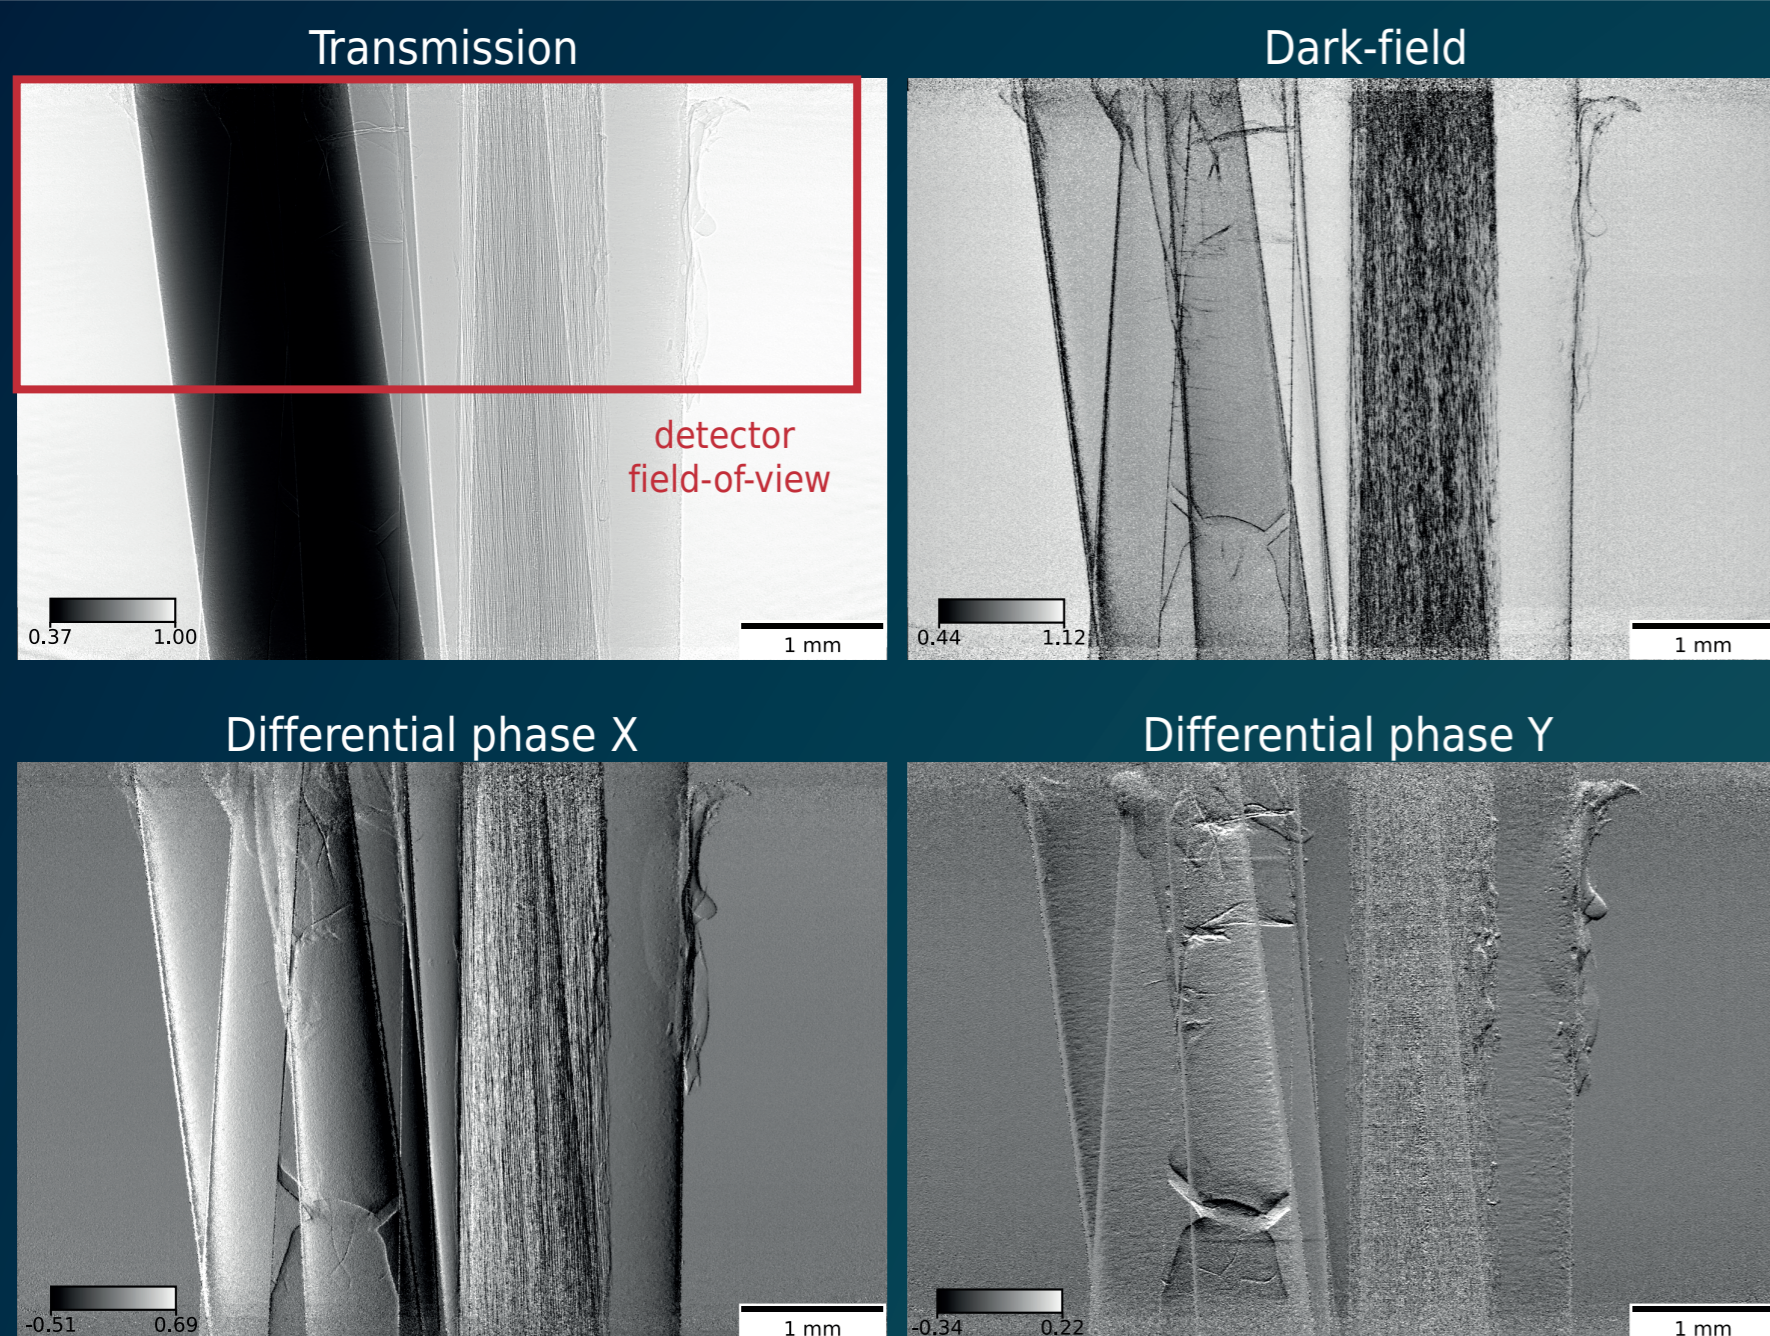 Transmission
Dark-field
detector
field-of-view
0.37 1.00
1 mm
0.44 1.12
1 mm
Differential phase X
Differential phase Y
-0.51 0.69
1 mm
-0.34 0.22
1 mm